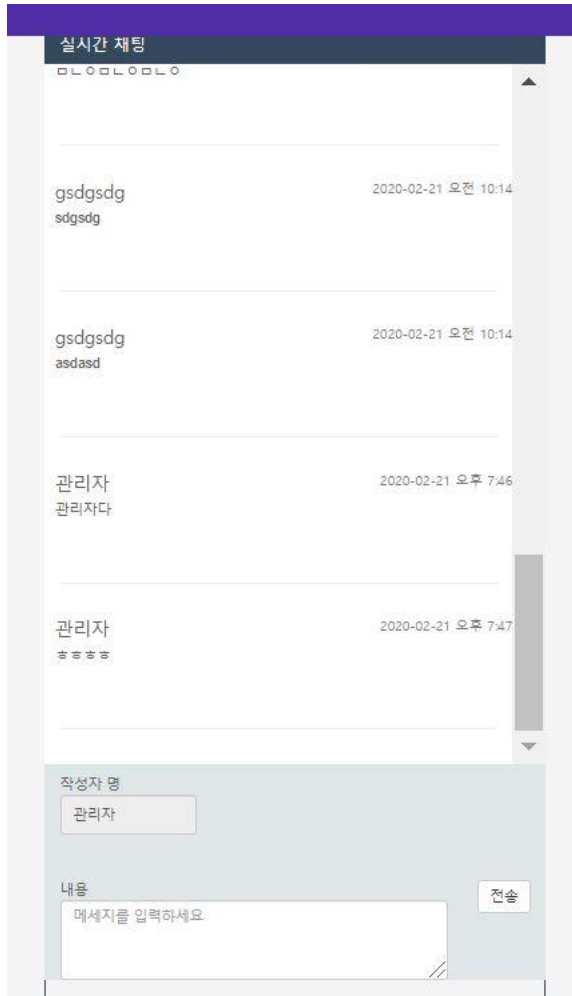 실시간 채팅
ㅁㄴㅇㅁㄴㅇㅁㄴㅇ
gsdgsdg 2020-02-21 오전 10:14
sdgsdg
gsdgsdg 2020-02-21 오전 10:14
asdasd
관리자 2020-02-21 오후 7:46
관리자다
관리자 2020-02-21 오후 7:47
ㅎㅎㅎㅎ
작성자 명
관리자
내용 전송
메세지를 입력하세요